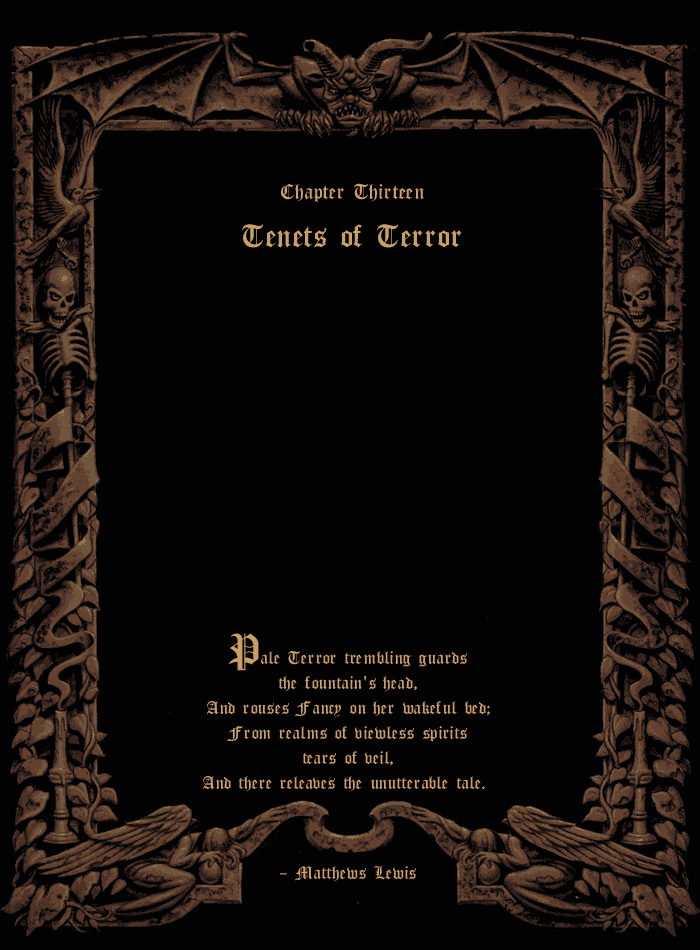 Chapter Thirteen
Tenets of Terror
Pale Terror trembling guards
the fountain's head,
And rouses Fancy on her wakeful bed;
From realms of viewless spirits
tears of veil,
And there releaves the unutterable tale.
- Matthews Lewis